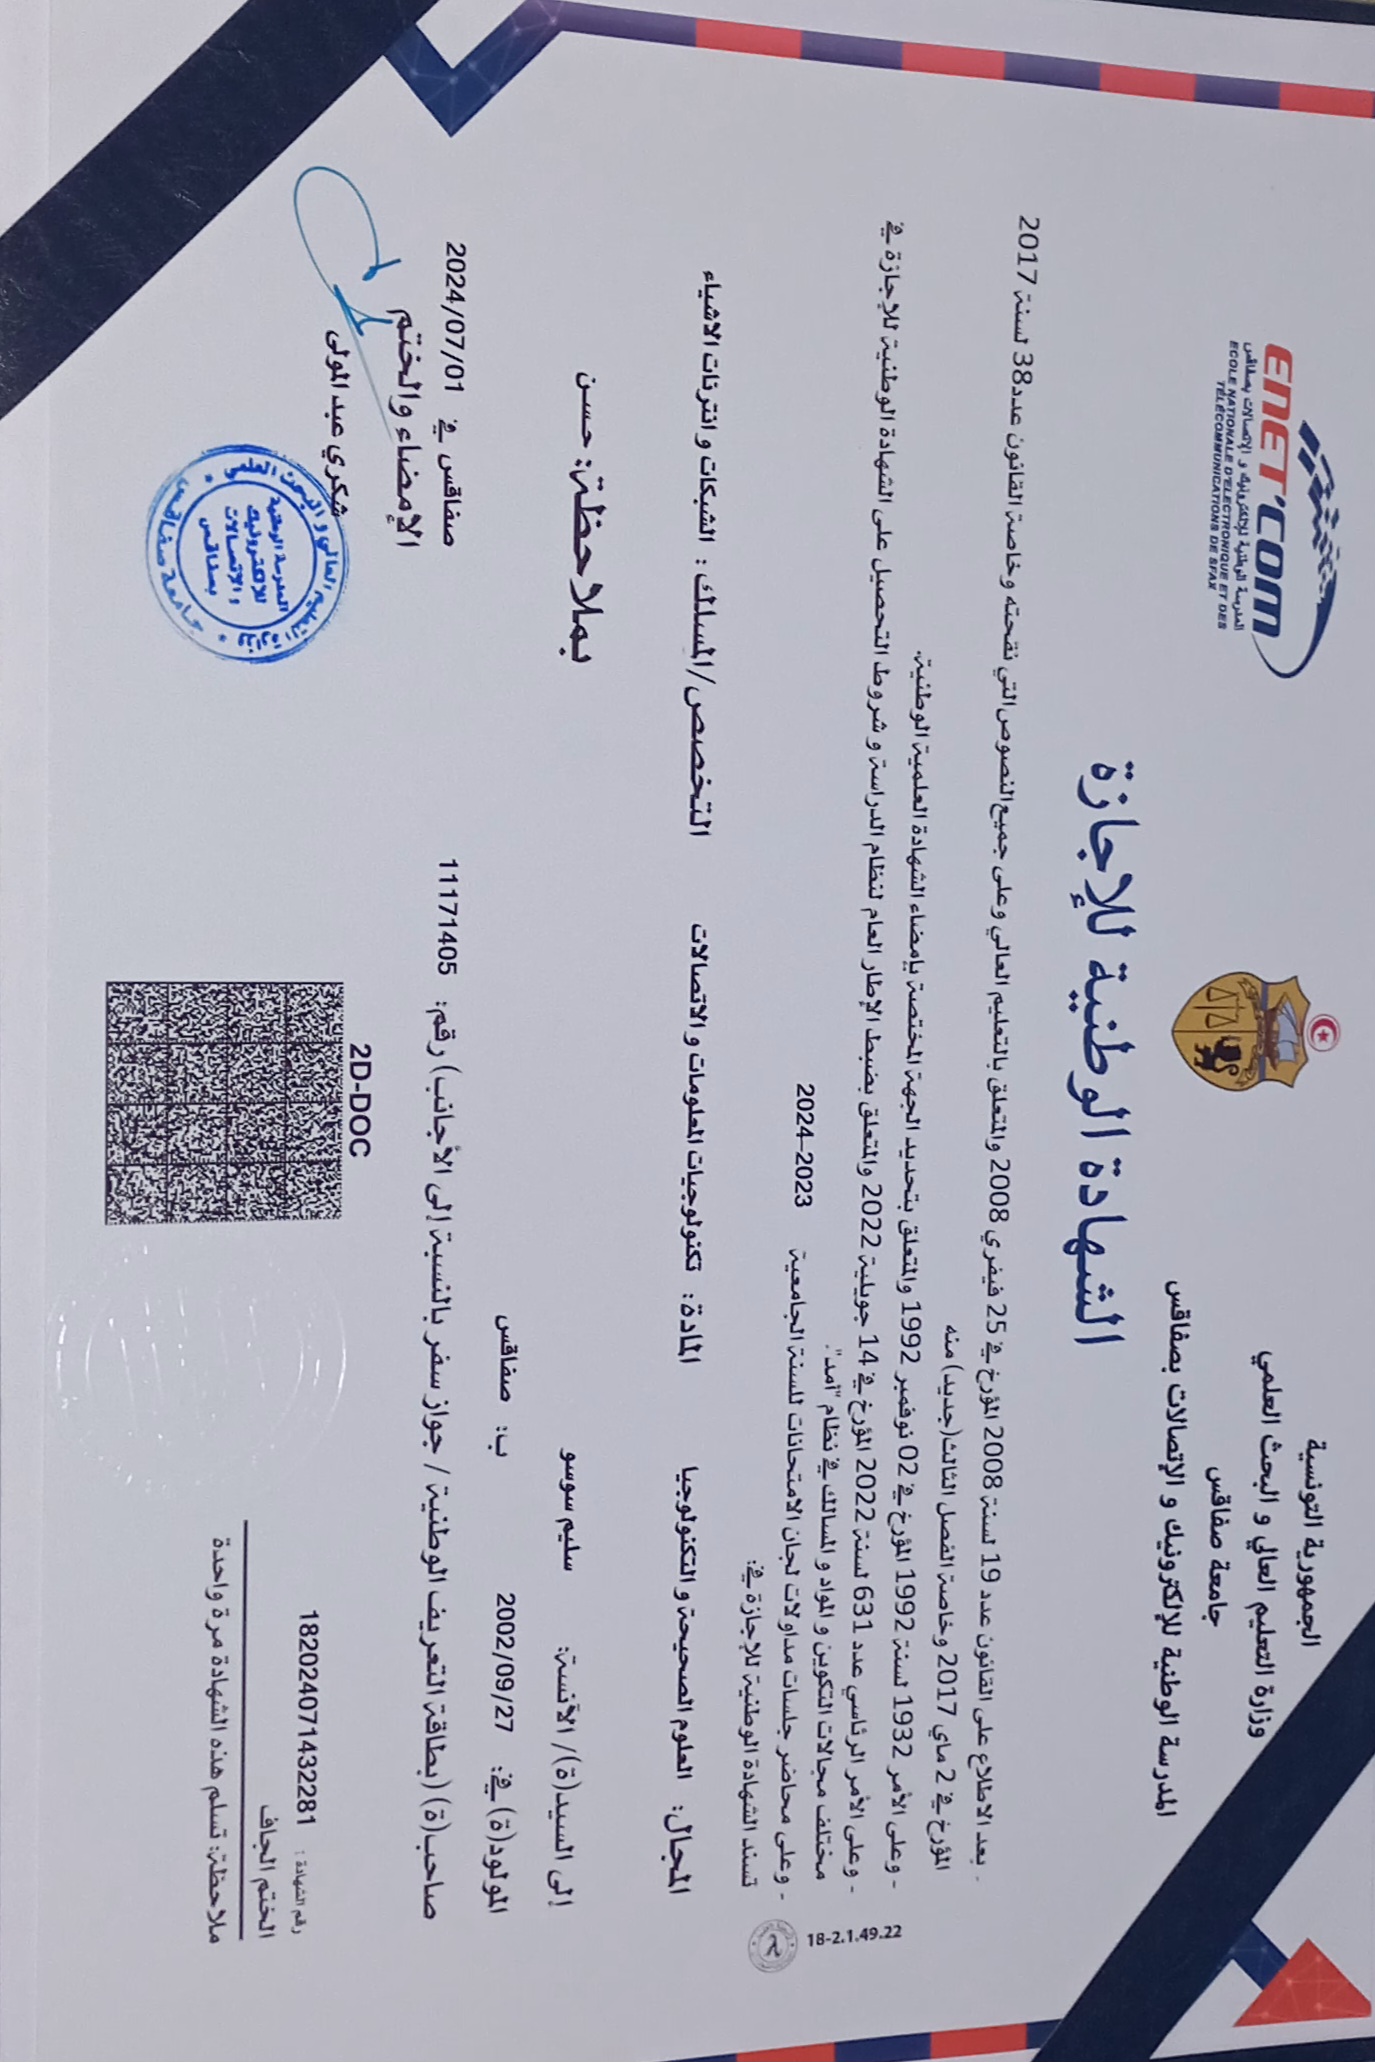 ENET'COM
المدرسة الوطنية للإلكترونيك و الإتصالات بصفاقس
ECOLE NATIONALE D'ELECTRONIQUE ET DES
TÉLÉCOMMUNICATIONS DE SFAX
الجمهورية التونسية
وزارة التعليم العالي و البحث العلمي
جامعة صفاقس
المدرسة الوطنية للإلكترونيك و الإتصالات بصفاقس
الشهادة الوطنية للإجازة
- بعد الاطلاع على القانون عدد 19 لسنة 2008 المؤرخ في 25 فيفري 2008 والمتعلق بالتعليم العالي وعلى جميع النصوص التي نقحته وخاصة القانون عدد 38 لسنة 2017
المؤرخ في 2 ماي 2017 وخاصة الفصل الثالث (جديد) منه
- وعلى الأمر 1932 لسنة 1992 المؤرخ في 02 نوفمبر 1992 والمتعلق بتحديد الجهة المختصة بإمضاء الشهادة العلمية الوطنية.
- وعلى الأمر الرئاسي عدد 631 لسنة 2022 المؤرخ في 14 جويلية 2022 والمتعلق بضبط الإطار العام لنظام الدراسة و شروط التحصيل على الشهادة الوطنية للإجازة في
مختلف مجالات التكوين و المواد و المسالك في نظام "أمد".
- وعلى محاضر جلسات مداولات لجان الامتحانات للسنة الجامعية 2023-2024
تسند الشهادة الوطنية للإجازة في:
18-2.1.49.22
المجال: العلوم الصحيحة و التكنولوجيا المادة: تكنولوجيات المعلومات و الاتصالات التخصص/المسلك: الشبكات و انترنات الاشياء
إلى السيد(ة)/ الآنسة: سليم سوسو بملاحظة: حسن
المولود(ة) في: 2002/09/27 ب: صفاقس
صاحب(ة) (بطاقة التعريف الوطنية / جواز سفر بالنسبة إلى الأجانب) رقم: 11171405
صفاقس في 2024/07/01
الإمضاء والختم
شكري عبد المولى
وزارة التعليم العالي و البحث العلمي
المدرسة الوطنية
للإلكترونيك
و الإتصالات
بصفاقس
جامعة صفاقس
2D-DOC
رقم الشهادة : 182024071432281
الختم الجاف
ملاحظة: تسلم هذه الشهادة مرة واحدة